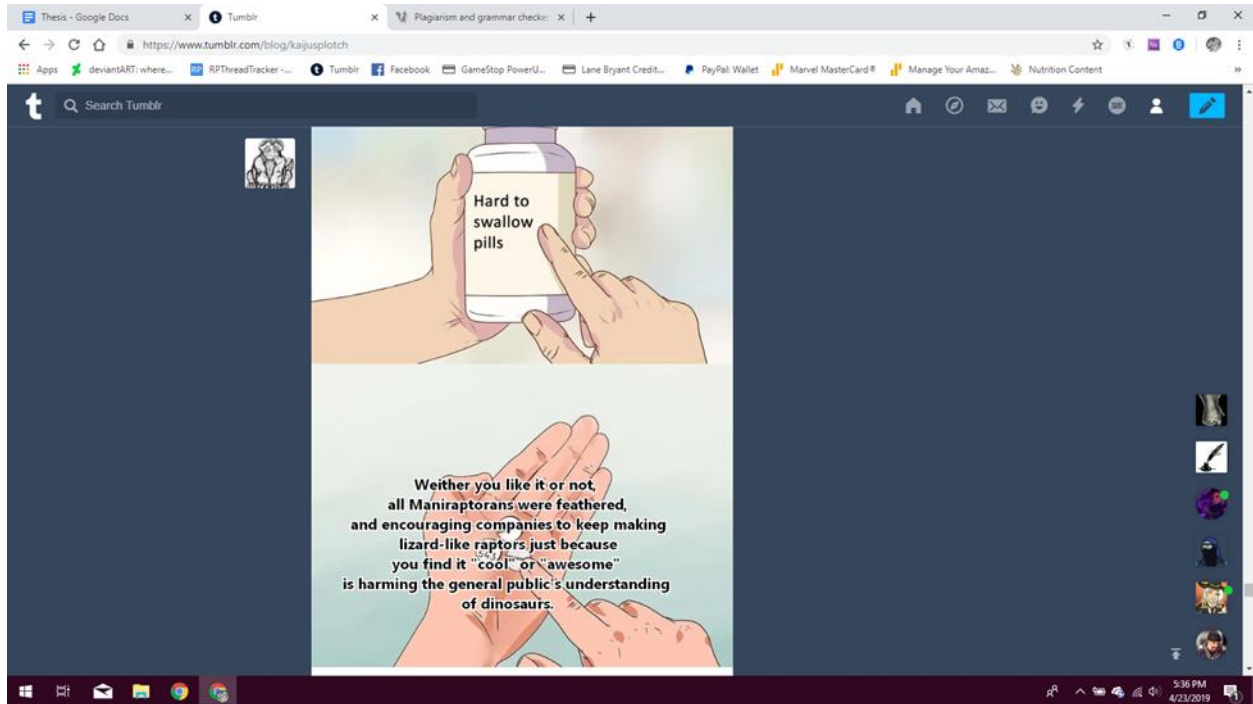 Thesis - Google Docs
Tumblr
Plagiarism and grammar checker
https://www.tumblr.com/blog/kaijusplotch
Apps
deviantART: where...
RP
RPThreadTracker -...
Tumblr
Facebook
GameStop PowerU...
Lane Bryant Credit...
PayPal: Wallet
Marvel MasterCard®
Manage Your Amaz...
Nutrition Content
Search Tumblr
Hard to
swallow
pills
Weither you like it or not,
all Maniraptorans were feathered,
and encouraging companies to keep making
lizard-like raptors just because
you find it "cool" or "awesome"
is harming the general public's understanding
of dinosaurs.
5:36 PM
4/23/2019